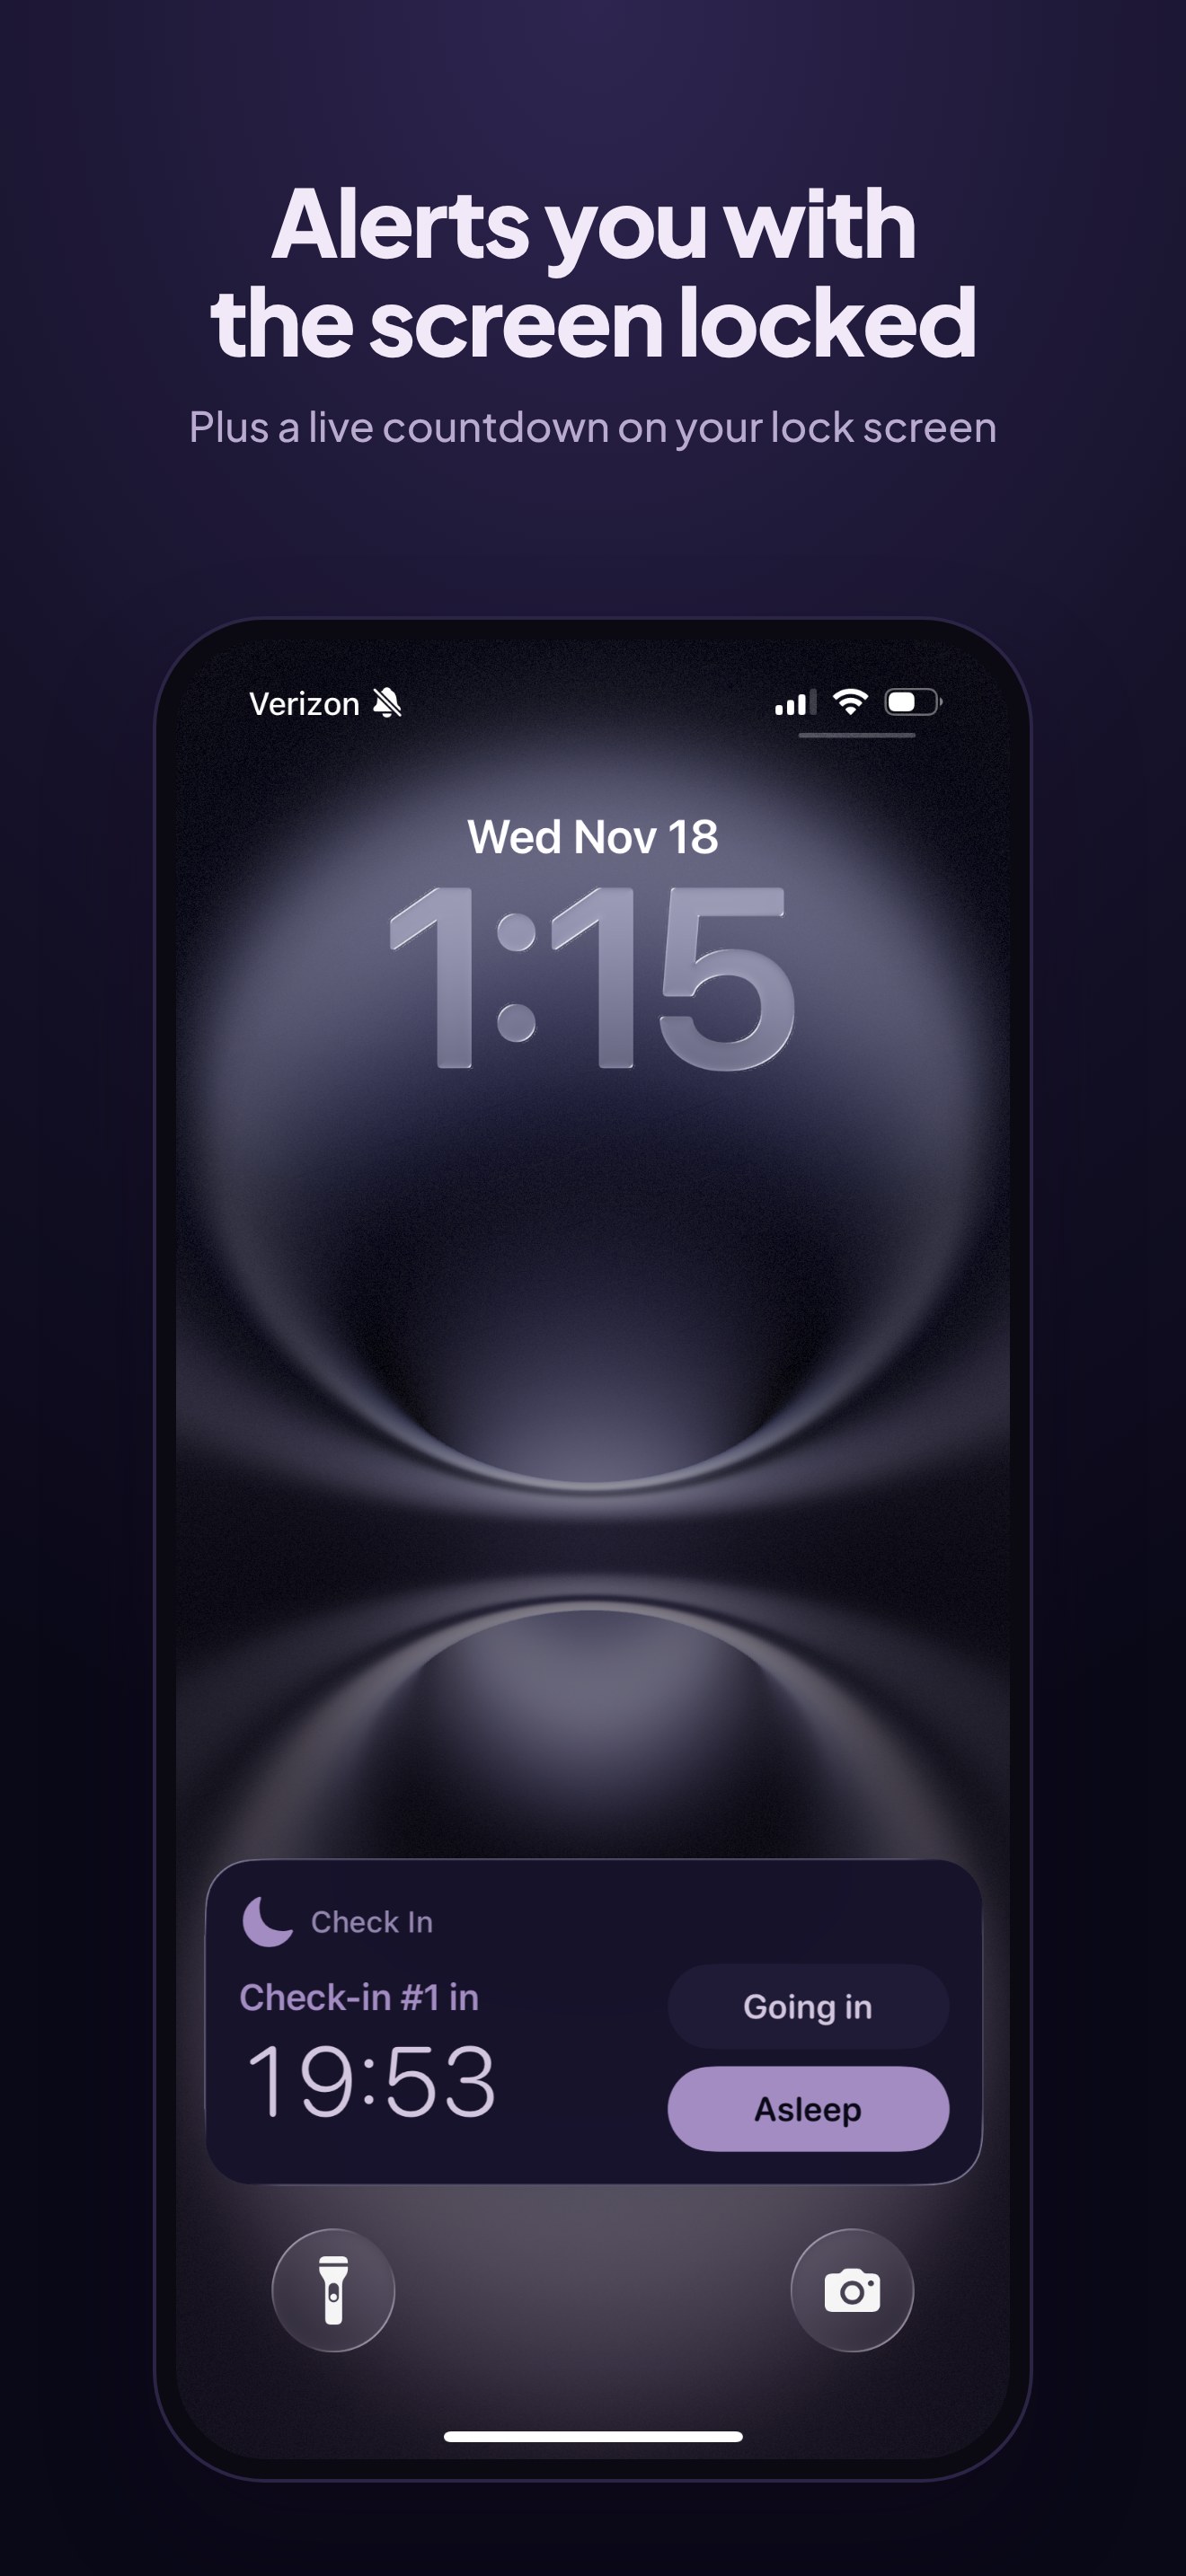 Alerts you with
the screen locked
Plus a live countdown on your lock screen
Verizon
Wed Nov 18
1:15
Check In
Check-in #1 in
19:53
Going in
Asleep